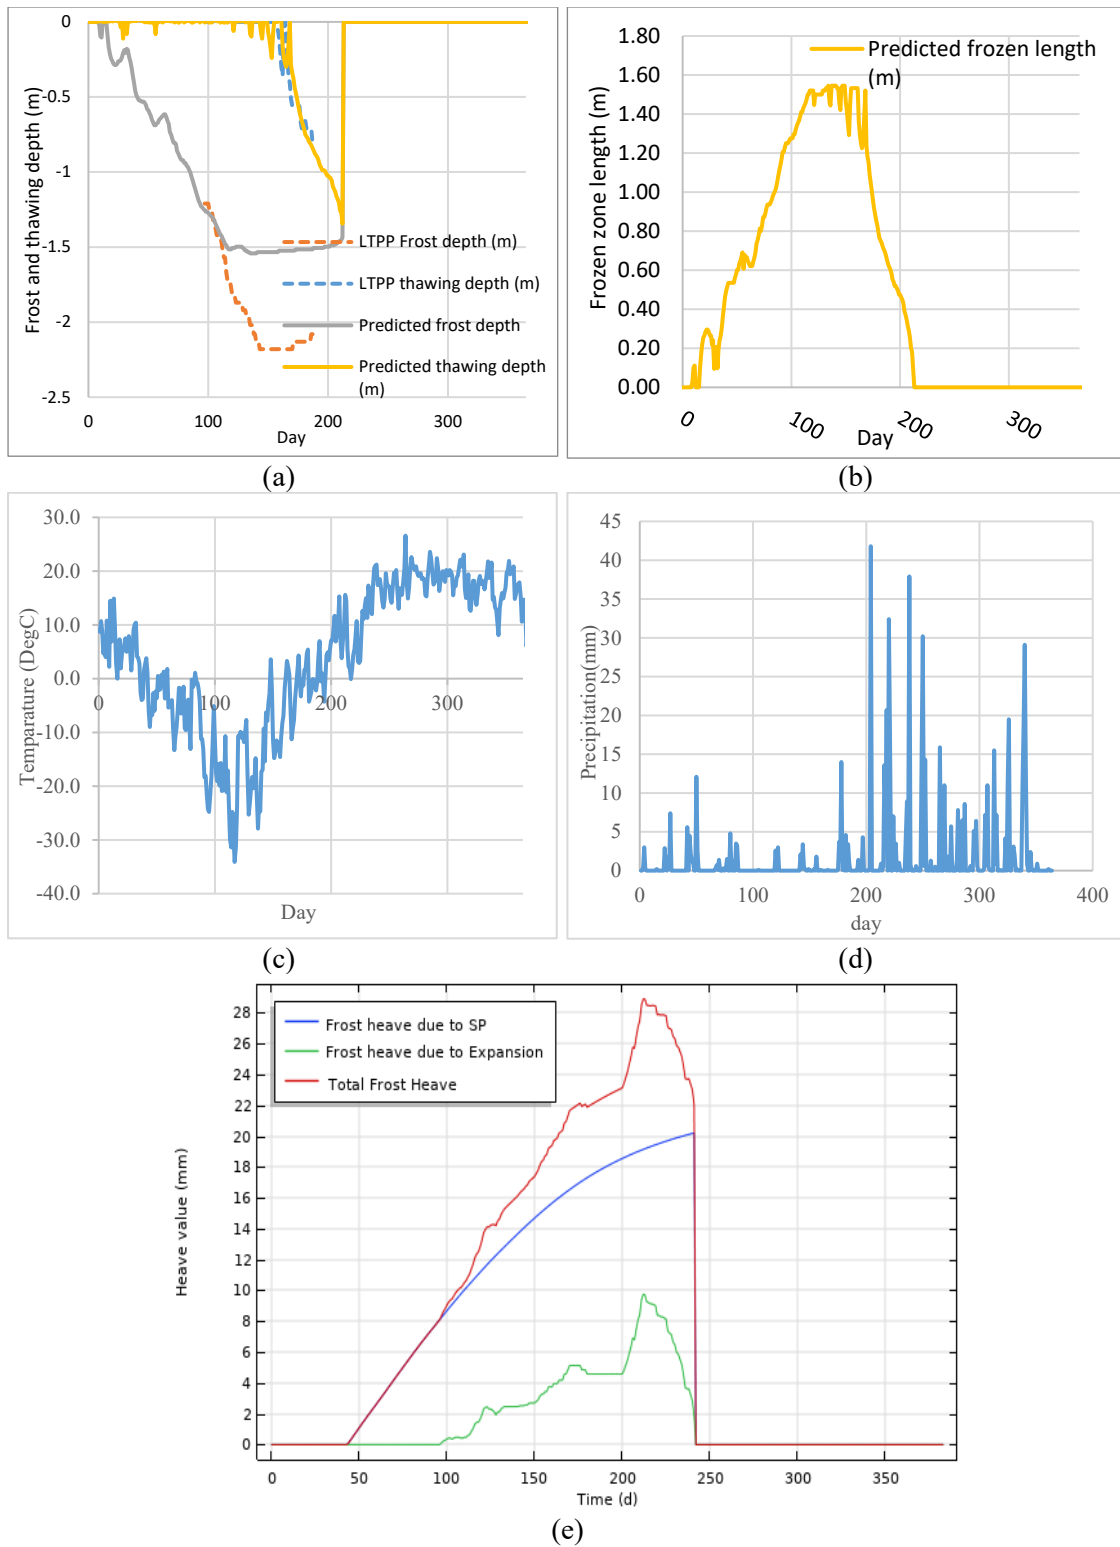 0
-0.5
-1
-1.5
-2
-2.5
0
100
200
300
Frost and thawing depth (m)
Day
LTPP Frost depth (m)
LTPP thawing depth (m)
Predicted frost depth
Predicted thawing depth
(m)
(a)
1.80
1.60
1.40
1.20
1.00
0.80
0.60
0.40
0.20
0.00
0
100
200
300
Frozen zone length (m)
Day
Predicted frozen length
(m)
(b)
30.0
20.0
10.0
0.0
-10.0
-20.0
-30.0
-40.0
0
100
200
300
Temparature (DegC)
Day
(c)
45
40
35
30
25
20
15
10
5
0
0
100
200
300
400
Precipitation(mm)
day
(d)
28
26
24
22
20
18
16
14
12
10
8
6
4
2
0
0
50
100
150
200
250
300
350
Heave value (mm)
Time (d)
Frost heave due to SP
Frost heave due to Expansion
Total Frost Heave
(e)